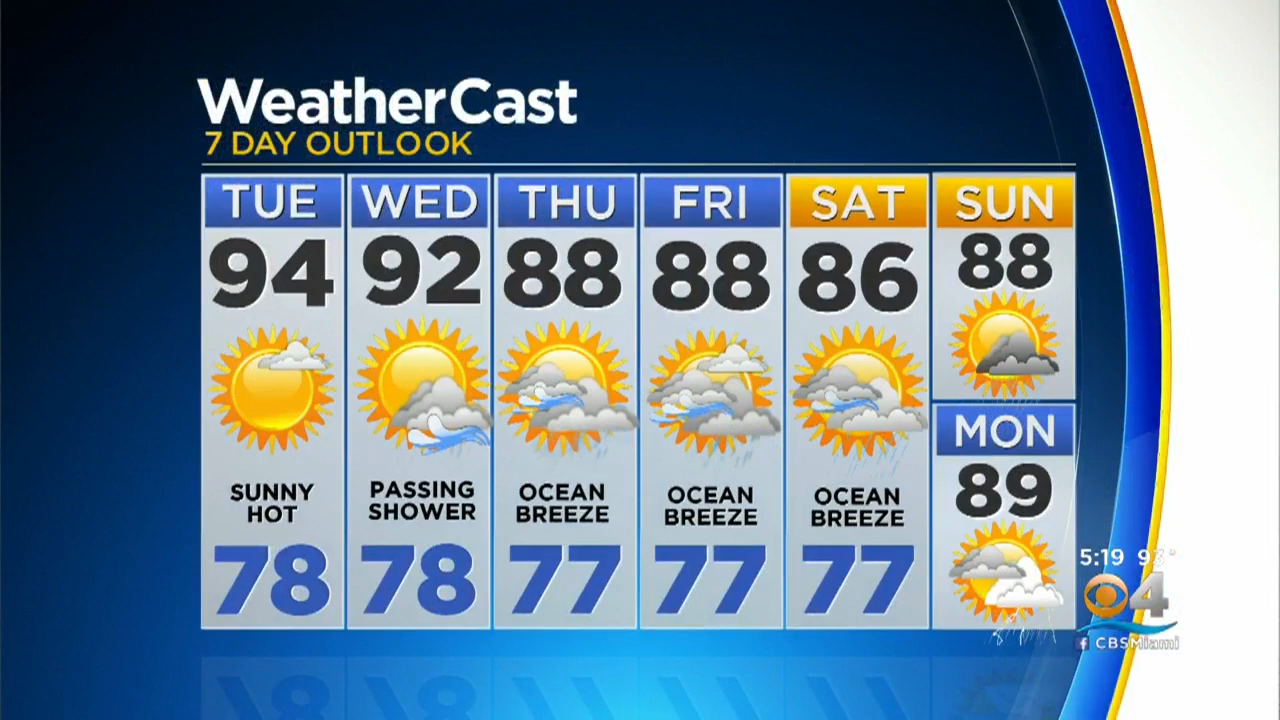 WeatherCast
7 DAY OUTLOOK
TUE
94
SUNNY
HOT
78
WED
92
PASSING
SHOWER
78
THU
88
OCEAN
BREEZE
77
FRI
88
OCEAN
BREEZE
77
SAT
86
OCEAN
BREEZE
77
SUN
88
MON
89
5:19 93°
4
f CBSMiami